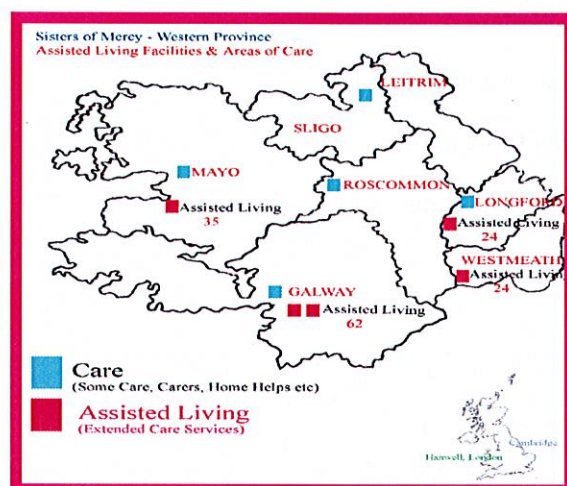 Sisters of Mercy - Western Province
Assisted Living Facilities & Areas of Care
LEITRIM
SLIGO
MAYO
ROSCOMMON
LONGFORD
Assisted Living
35
Assisted Living
24
WESTMEATH
Assisted Living
24
GALWAY
Assisted Living
62
Care
(Some Care, Carers, Home Helps etc)
Assisted Living
(Extended Care Services)
Cambridge
Hanwell, London